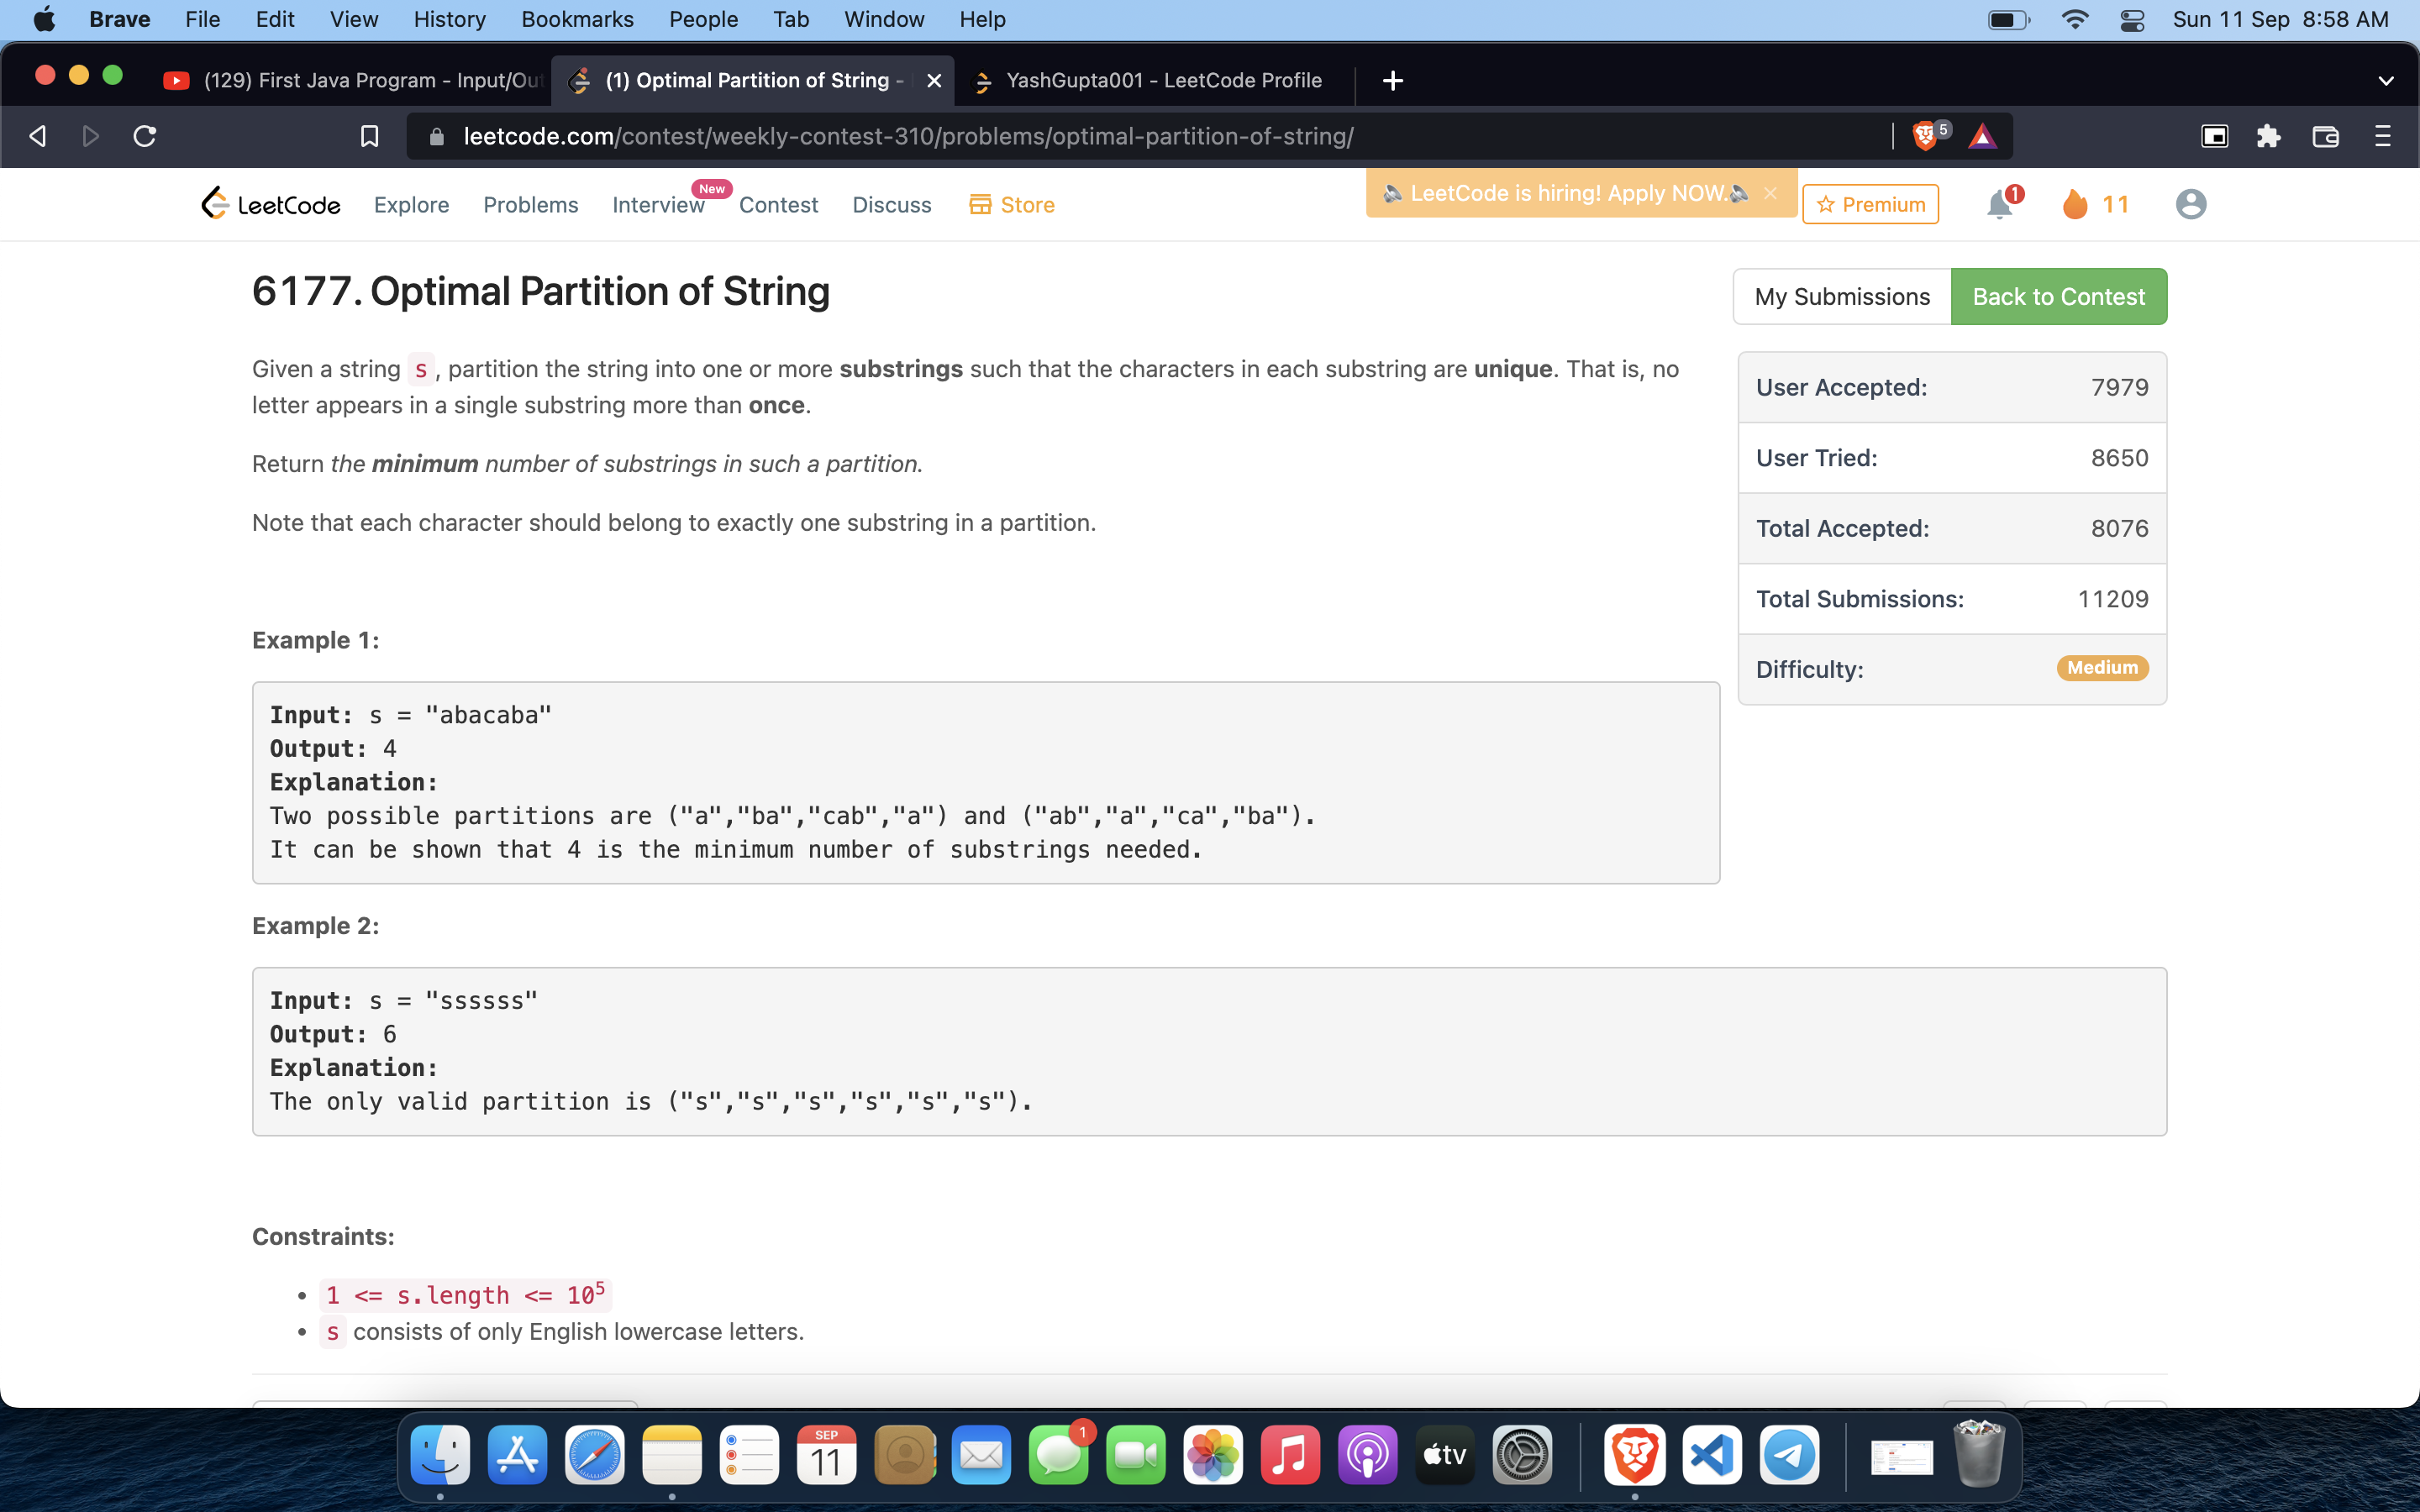 Brave File Edit View History Bookmarks People Tab Window Help Sun 11 Sep 8:58 AM
(129) First Java Program - Input/Out (1) Optimal Partition of String - YashGupta001 - LeetCode Profile
leetcode.com/contest/weekly-contest-310/problems/optimal-partition-of-string/ 5
LeetCode Explore Problems Interview New Contest Discuss Store LeetCode is hiring! Apply NOW. Premium 1 11
6177. Optimal Partition of String
My Submissions Back to Contest
Given a string s, partition the string into one or more substrings such that the characters in each substring are unique. That is, no
letter appears in a single substring more than once.
Return the minimum number of substrings in such a partition.
Note that each character should belong to exactly one substring in a partition.
User Accepted: 7979
User Tried: 8650
Total Accepted: 8076
Total Submissions: 11209
Difficulty: Medium
Example 1:
Input: s = "abacaba"
Output: 4
Explanation:
Two possible partitions are ("a","ba","cab","a") and ("ab","a","ca","ba").
It can be shown that 4 is the minimum number of substrings needed.
Example 2:
Input: s = "ssssss"
Output: 6
Explanation:
The only valid partition is ("s","s","s","s","s","s").
Constraints:
1 <= s.length <= 10⁵
s consists of only English lowercase letters.
SEP
11
1
tv